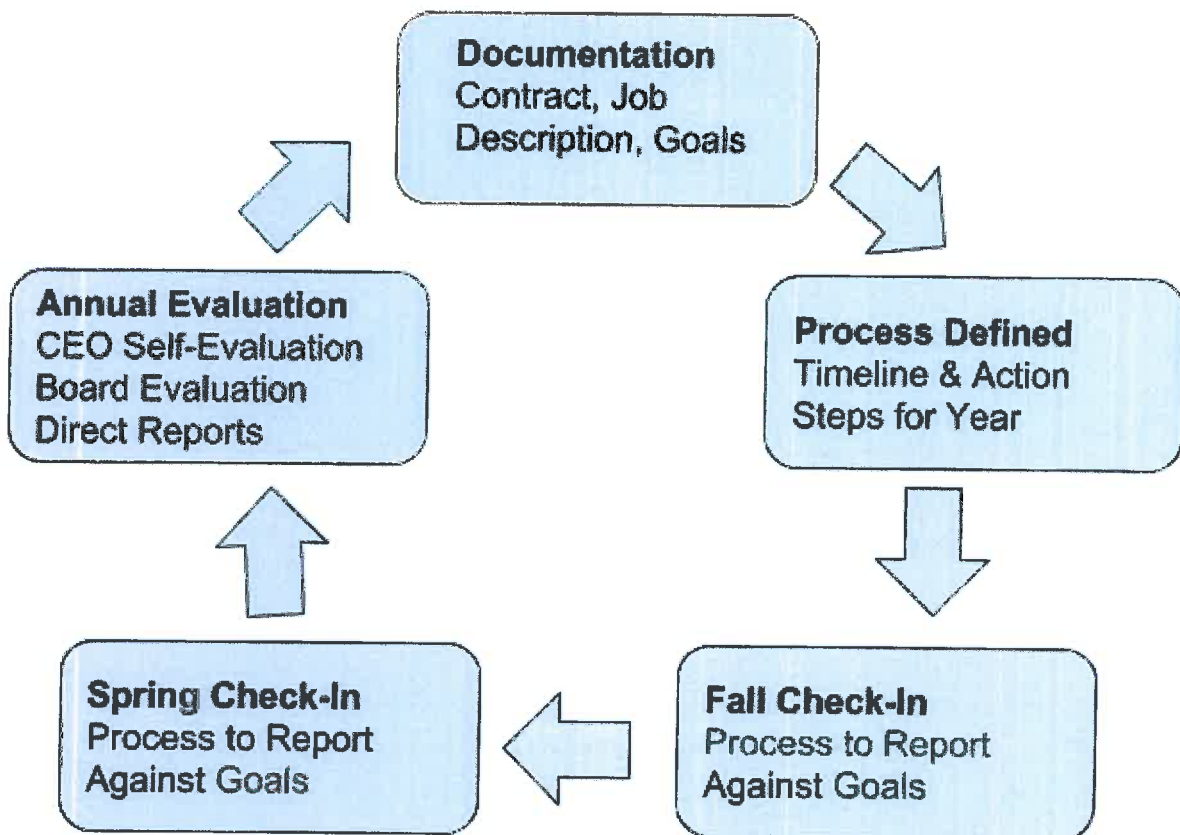 Documentation
Contract, Job
Description, Goals
Process Defined
Timeline & Action
Steps for Year
Fall Check-In
Process to Report
Against Goals
Spring Check-In
Process to Report
Against Goals
Annual Evaluation
CEO Self-Evaluation
Board Evaluation
Direct Reports